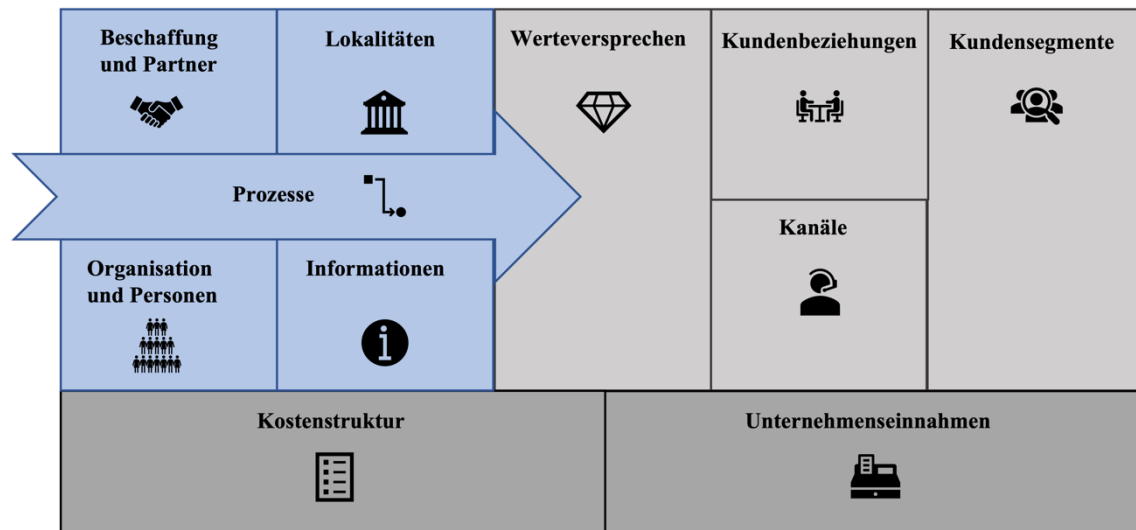 Beschaffung
und Partner
Lokalitäten
Werteversprechen
Kundenbeziehungen
Kundensegmente
Prozesse
Kanäle
Organisation
und Personen
Informationen
Kostenstruktur
Unternehmenseinnahmen